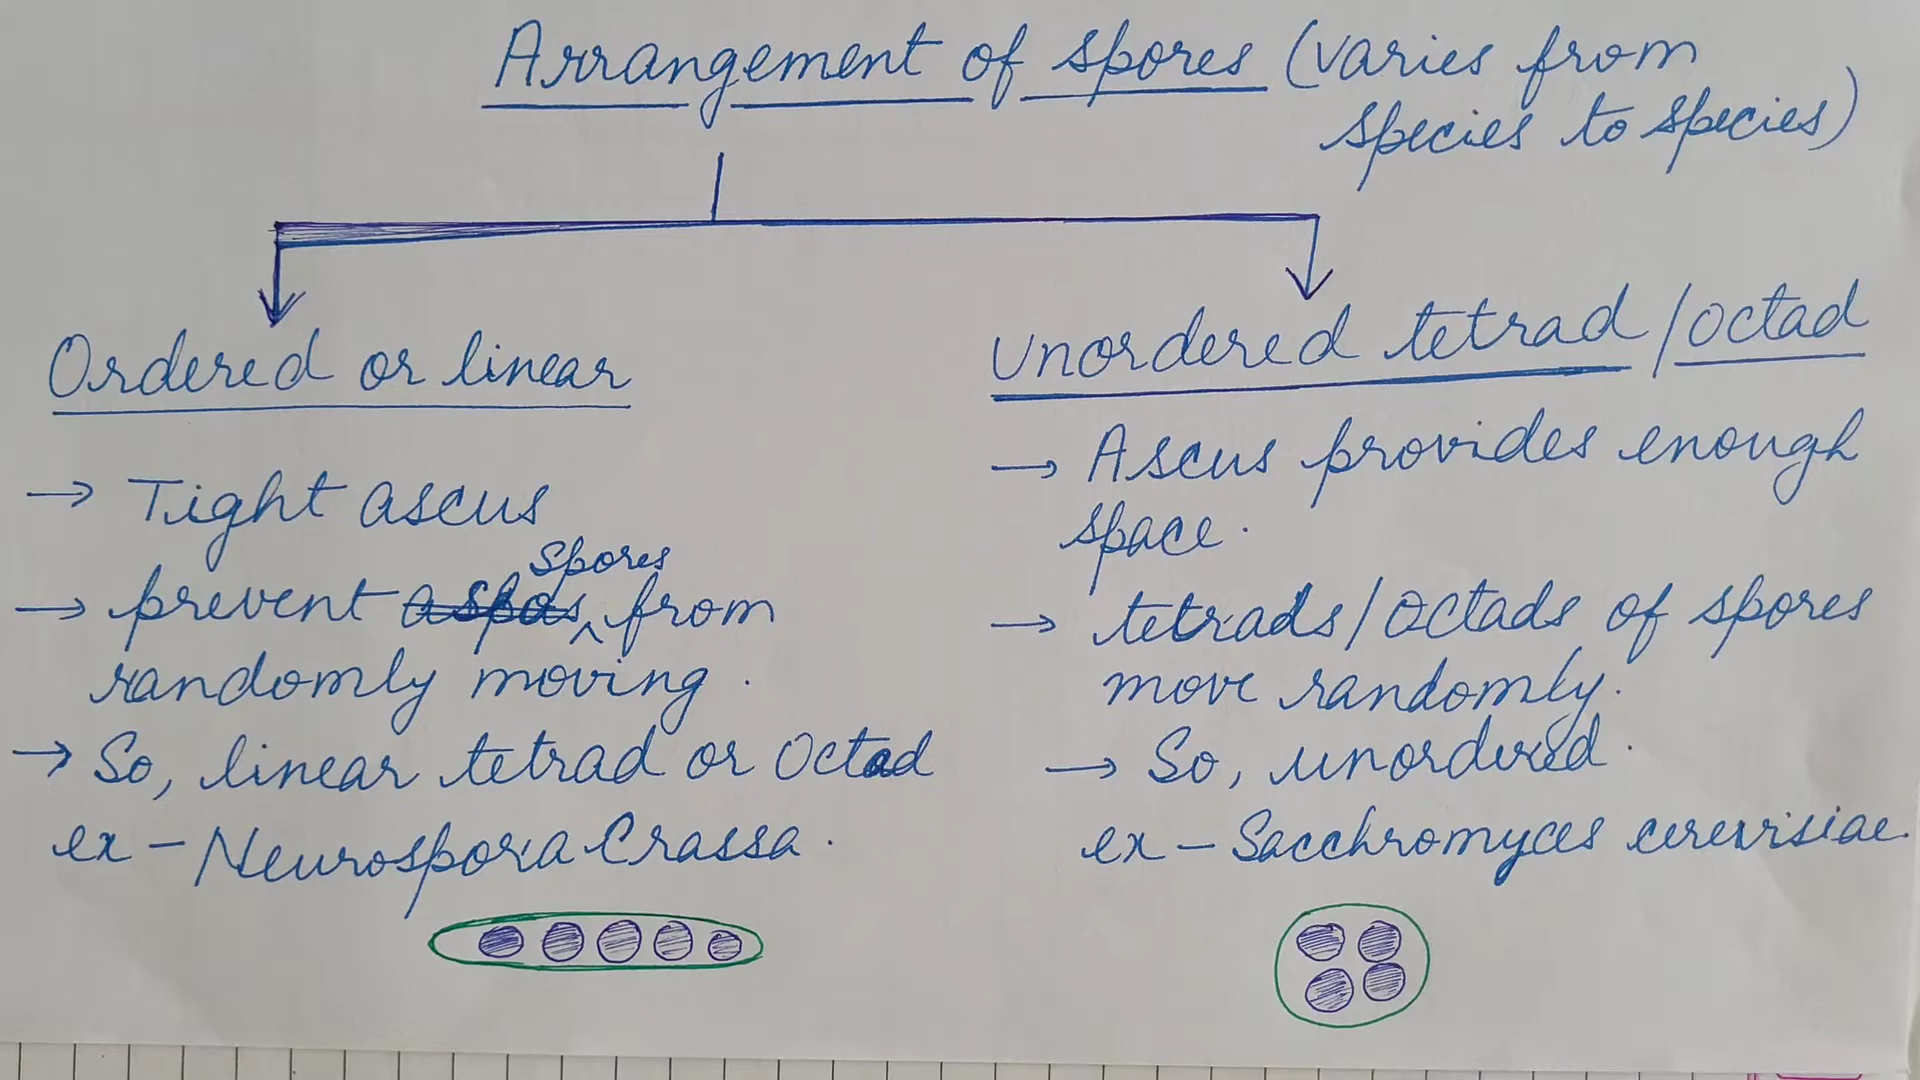 Arrangement of spores (varies from
species to species)
Ordered or linear
→ Tight ascus
→ prevent spores from
randomly moving.
→ So, linear tetrad or Octad
ex - Neurospora Crassa.
Unordered tetrad / octad
→ Ascus provides enough
space.
→ tetrads / Octads of spores
move randomly.
→ So, unordered.
ex - Sacchromyces cerevisiae.